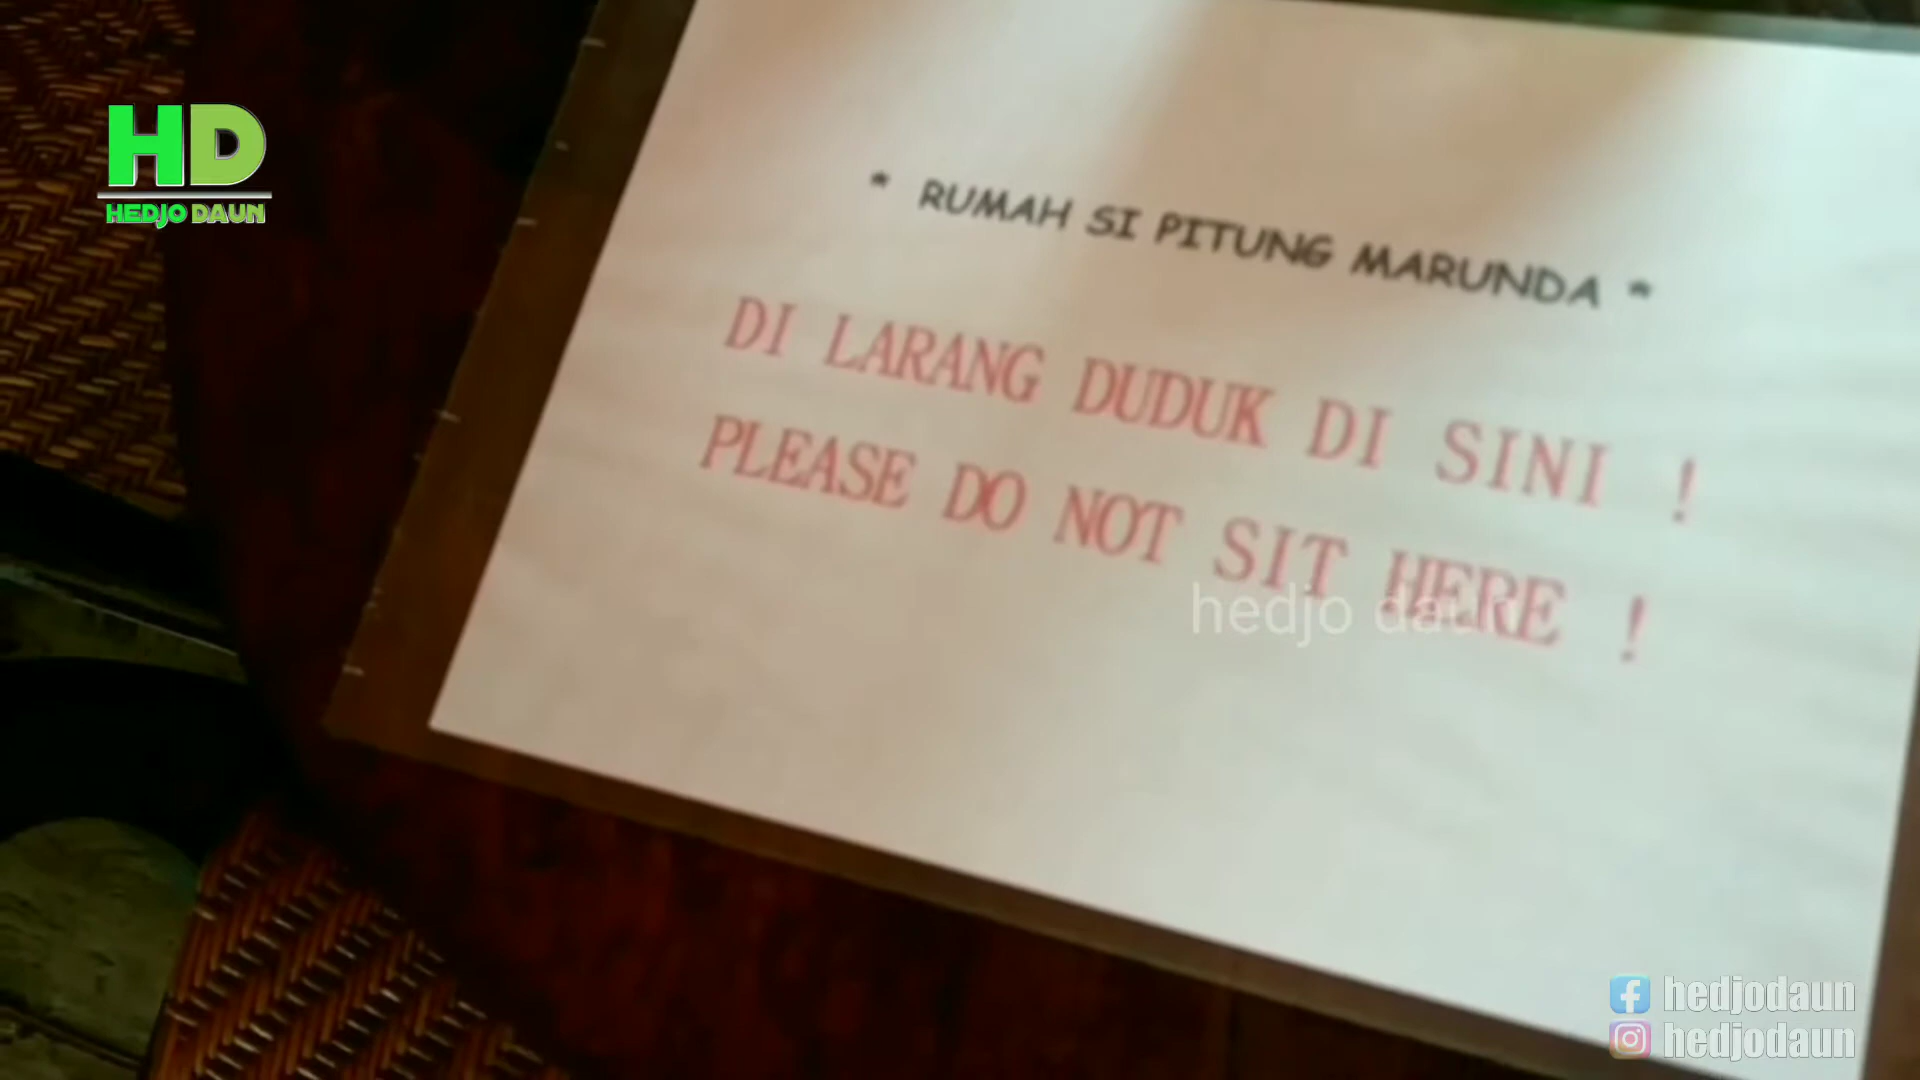 HD
HEDJO DAUN
* RUMAH SI PITUNG MARUNDA *
DI LARANG DUDUK DI SINI !
PLEASE DO NOT SIT HERE !
hedjo daun
hedjodaun
hedjodaun